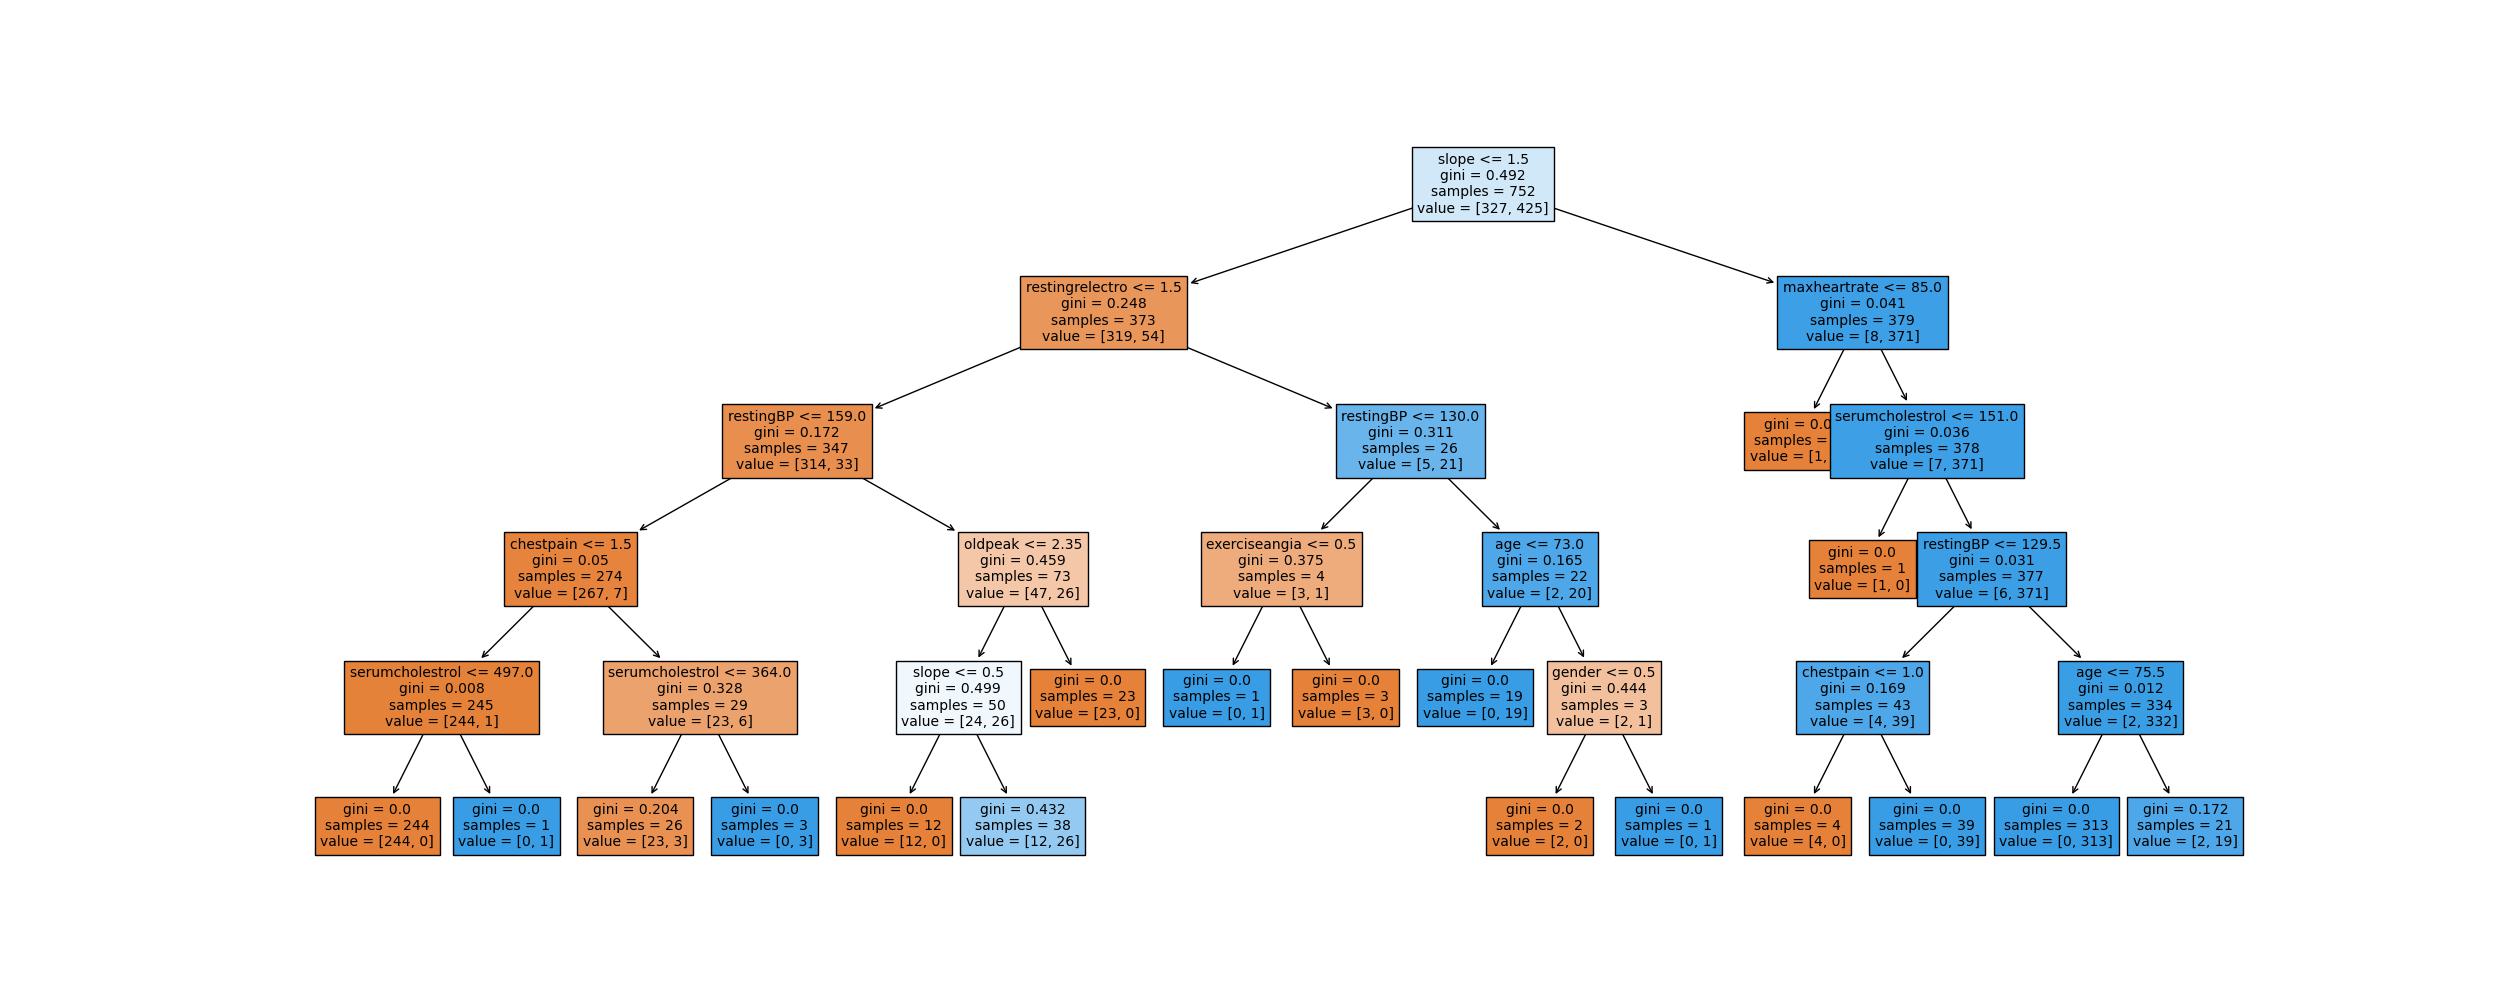 slope <= 1.5
gini = 0.492
samples = 752
value = [327, 425]
restingrelectro <= 1.5
gini = 0.248
samples = 373
value = [319, 54]
maxheartrate <= 85.0
gini = 0.041
samples = 379
value = [8, 371]
restingBP <= 159.0
gini = 0.172
samples = 347
value = [314, 33]
restingBP <= 130.0
gini = 0.311
samples = 26
value = [5, 21]
gini = 0.0
samples =
value = [1,
serumcholestrol <= 151.0
gini = 0.036
samples = 378
value = [7, 371]
chestpain <= 1.5
gini = 0.05
samples = 274
value = [267, 7]
oldpeak <= 2.35
gini = 0.459
samples = 73
value = [47, 26]
exerciseangia <= 0.5
gini = 0.375
samples = 4
value = [3, 1]
age <= 73.0
gini = 0.165
samples = 22
value = [2, 20]
gini = 0.0
samples = 1
value = [1, 0]
restingBP <= 129.5
gini = 0.031
samples = 377
value = [6, 371]
serumcholestrol <= 497.0
gini = 0.008
samples = 245
value = [244, 1]
serumcholestrol <= 364.0
gini = 0.328
samples = 29
value = [23, 6]
slope <= 0.5
gini = 0.499
samples = 50
value = [24, 26]
gini = 0.0
samples = 23
value = [23, 0]
gini = 0.0
samples = 1
value = [0, 1]
gini = 0.0
samples = 3
value = [3, 0]
gini = 0.0
samples = 19
value = [0, 19]
gender <= 0.5
gini = 0.444
samples = 3
value = [2, 1]
chestpain <= 1.0
gini = 0.169
samples = 43
value = [4, 39]
age <= 75.5
gini = 0.012
samples = 334
value = [2, 332]
gini = 0.0
samples = 244
value = [244, 0]
gini = 0.0
samples = 1
value = [0, 1]
gini = 0.204
samples = 26
value = [23, 3]
gini = 0.0
samples = 3
value = [0, 3]
gini = 0.0
samples = 12
value = [12, 0]
gini = 0.432
samples = 38
value = [12, 26]
gini = 0.0
samples = 2
value = [2, 0]
gini = 0.0
samples = 1
value = [0, 1]
gini = 0.0
samples = 4
value = [4, 0]
gini = 0.0
samples = 39
value = [0, 39]
gini = 0.0
samples = 313
value = [0, 313]
gini = 0.172
samples = 21
value = [2, 19]